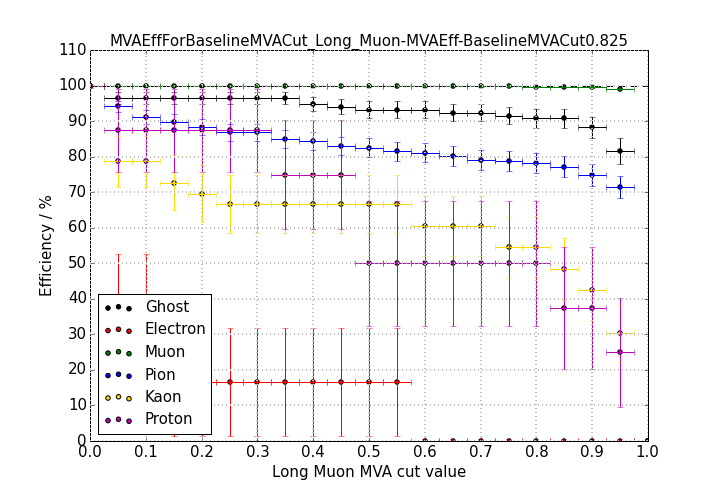 MVAEffForBaselineMVACut_Long_Muon-MVAEff-BaselineMVACut0.825
110
100
90
80
70
60
50
40
30
20
10
0
Efficiency / %
Ghost
Electron
Muon
Pion
Kaon
Proton
0.0 0.1 0.2 0.3 0.4 0.5 0.6 0.7 0.8 0.9 1.0
Long Muon MVA cut value